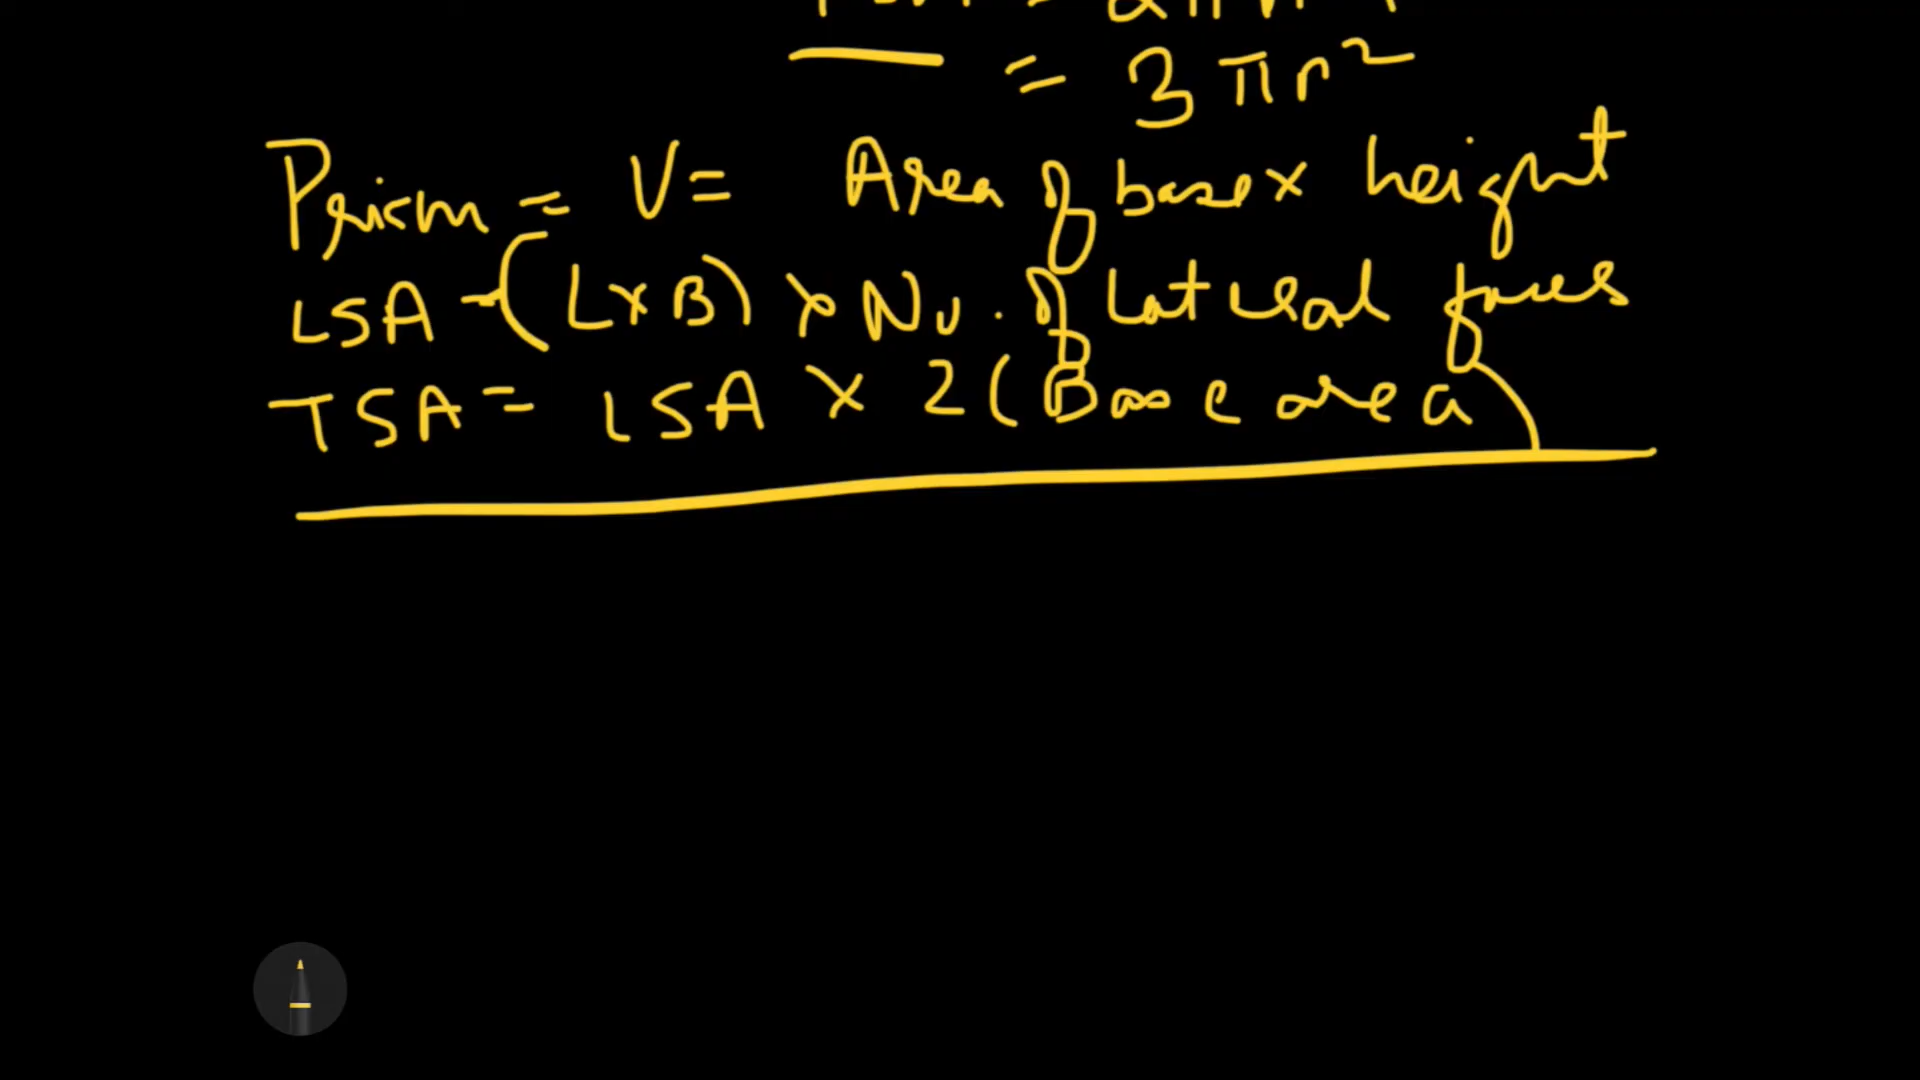 = 3πr²
Prism = V = Area of base × height
LSA = (L×B) × No. of Lateral faces
TSA = LSA × 2 (Base area)